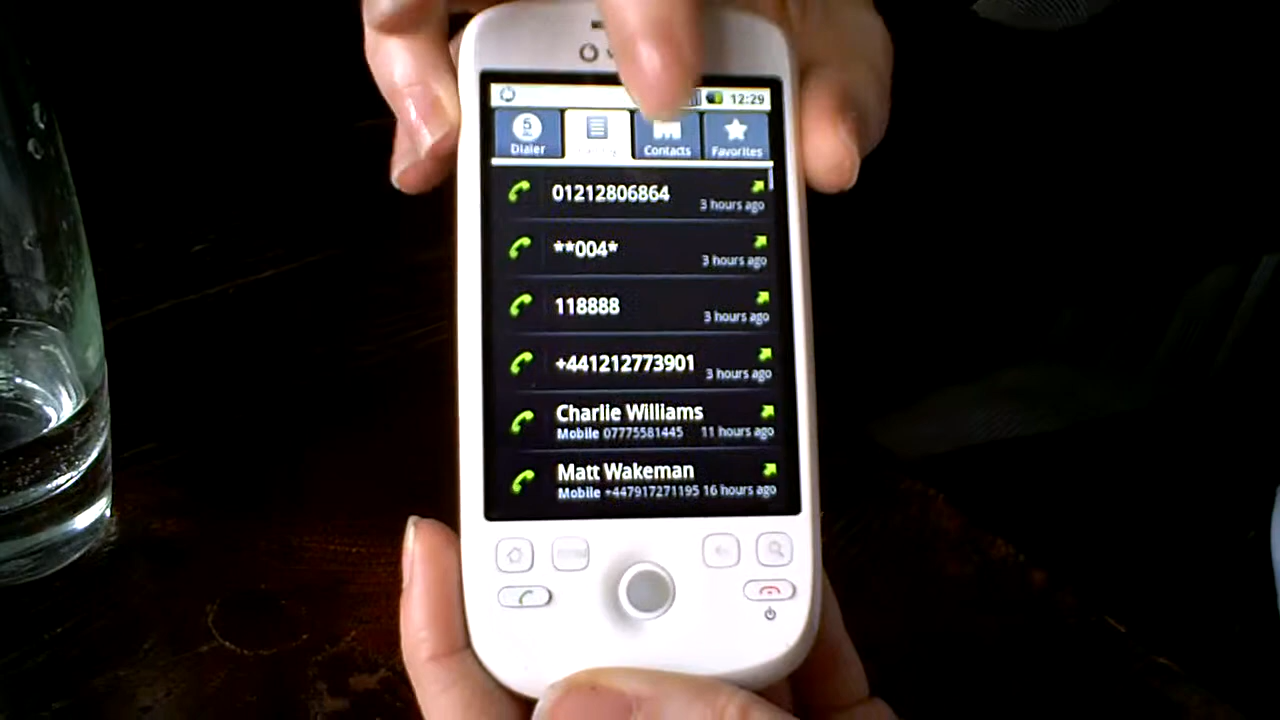 12:29
5
Dialer
Contacts
Favorites
01212806864
3 hours ago
**004*
3 hours ago
118888
3 hours ago
+441212773901
3 hours ago
Charlie Williams
Mobile 07775581445 11 hours ago
Matt Wakeman
Mobile +447917271195 16 hours ago